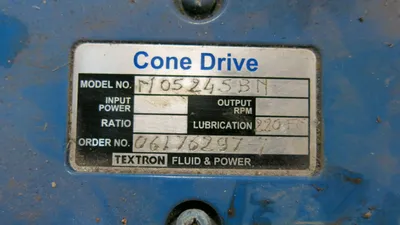 Cone Drive
MODEL NO. M05245BN
INPUT POWER OUTPUT RPM
RATIO LUBRICATION
ORDER NO. 06176297
TEXTRON FLUID & POWER